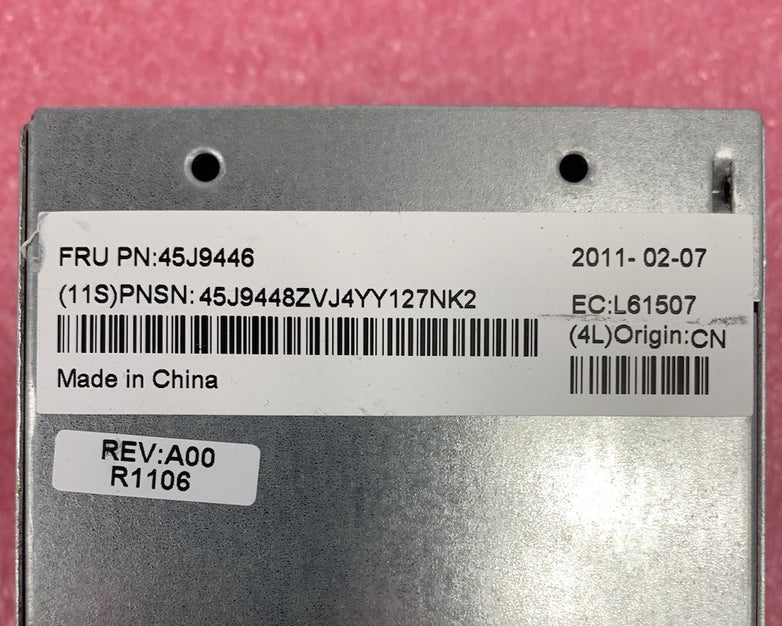 FRU PN:45J9446
2011- 02-07
(11S)PNSN: 45J9448ZVJ4YY127NK2
EC:L61507
(4L)Origin:CN
Made in China
REV:A00
R1106